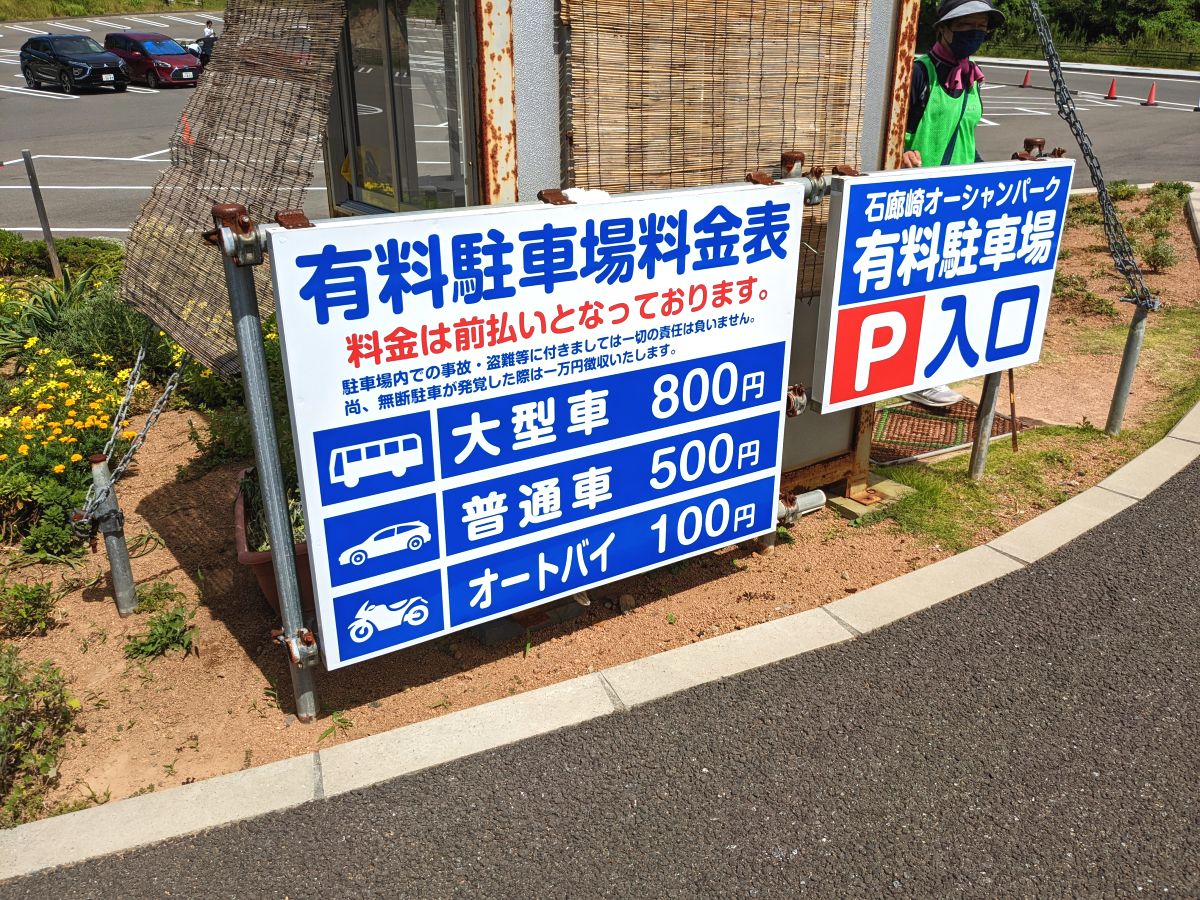 有料駐車場料金表
料金は前払いとなっております。
駐車場内での事故・盗難等に付きましては一切の責任は負いません。
尚、無断駐車が発覚した際は一万円徴収いたします。
大型車 800円
普通車 500円
オートバイ 100円
石廊崎オーシャンパーク
有料駐車場
P 入口